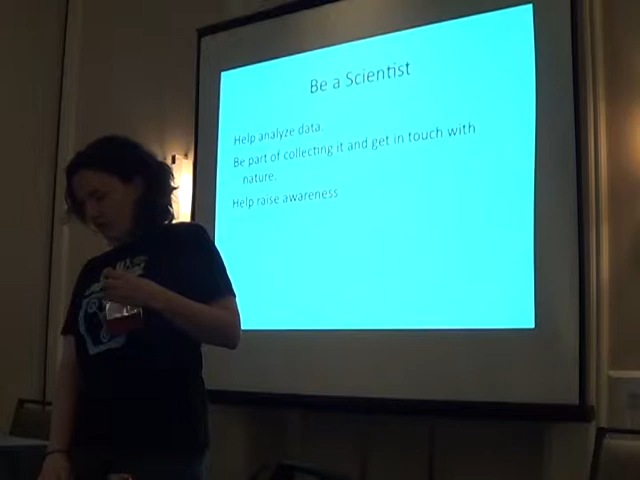 Be a Scientist
Help analyze data.
Be part of collecting it and get in touch with
nature.
Help raise awareness